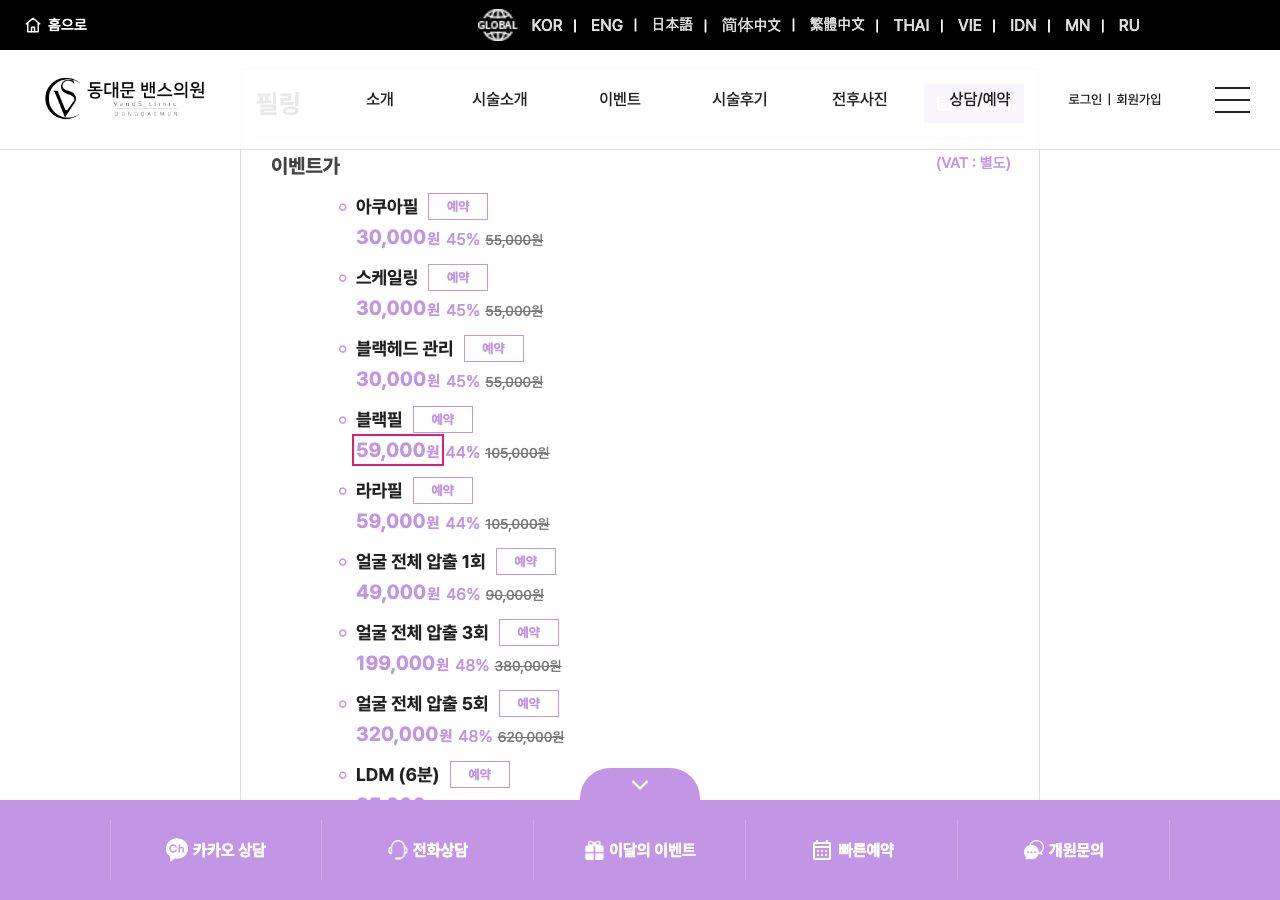 홈으로
GLOBAL KOR | ENG | 日本語 | 简体中文 | 繁體中文 | THAI | VIE | IDN | MN | RU
동대문 밴스의원
VandS clinic
DONGDAEMUN
필링
소개 시술소개 이벤트 시술후기 전후사진 상담/예약 로그인 | 회원가입
이벤트가
(VAT : 별도)
아쿠아필 예약
30,000원 45% 55,000원
스케일링 예약
30,000원 45% 55,000원
블랙헤드 관리 예약
30,000원 45% 55,000원
블랙필 예약
59,000원 44% 105,000원
라라필 예약
59,000원 44% 105,000원
얼굴 전체 압출 1회 예약
49,000원 46% 90,000원
얼굴 전체 압출 3회 예약
199,000원 48% 380,000원
얼굴 전체 압출 5회 예약
320,000원 48% 620,000원
LDM (6분) 예약
Ch 카카오 상담
전화상담
이달의 이벤트
빠른예약
개원문의